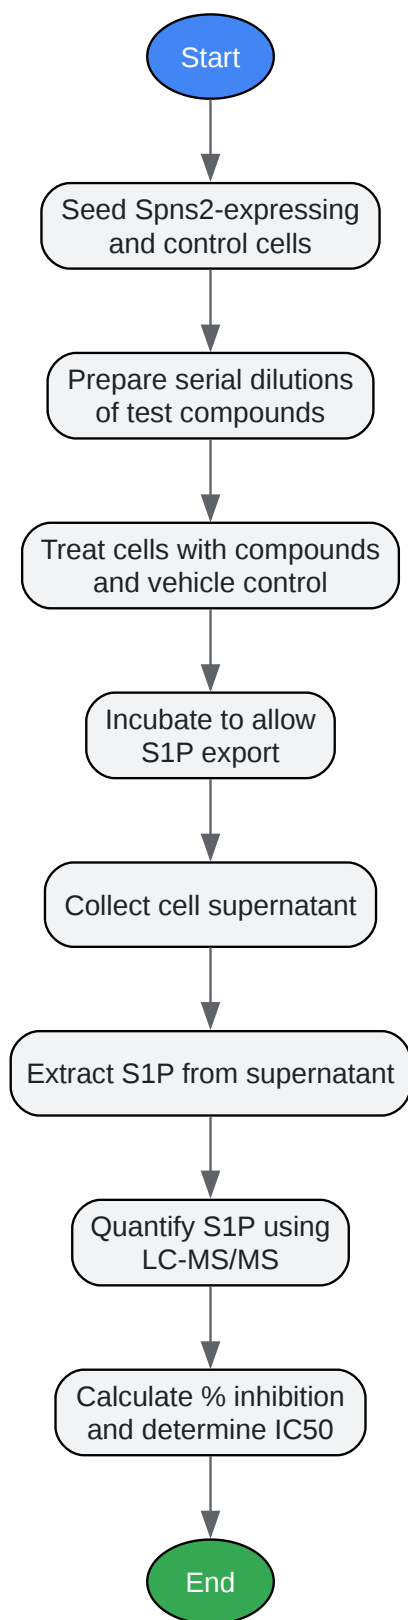 Start
Seed Spns2-expressing
and control cells
Prepare serial dilutions
of test compounds
Treat cells with compounds
and vehicle control
Incubate to allow
S1P export
Collect cell supernatant
Extract S1P from supernatant
Quantify S1P using
LC-MS/MS
Calculate % inhibition
and determine IC50
End